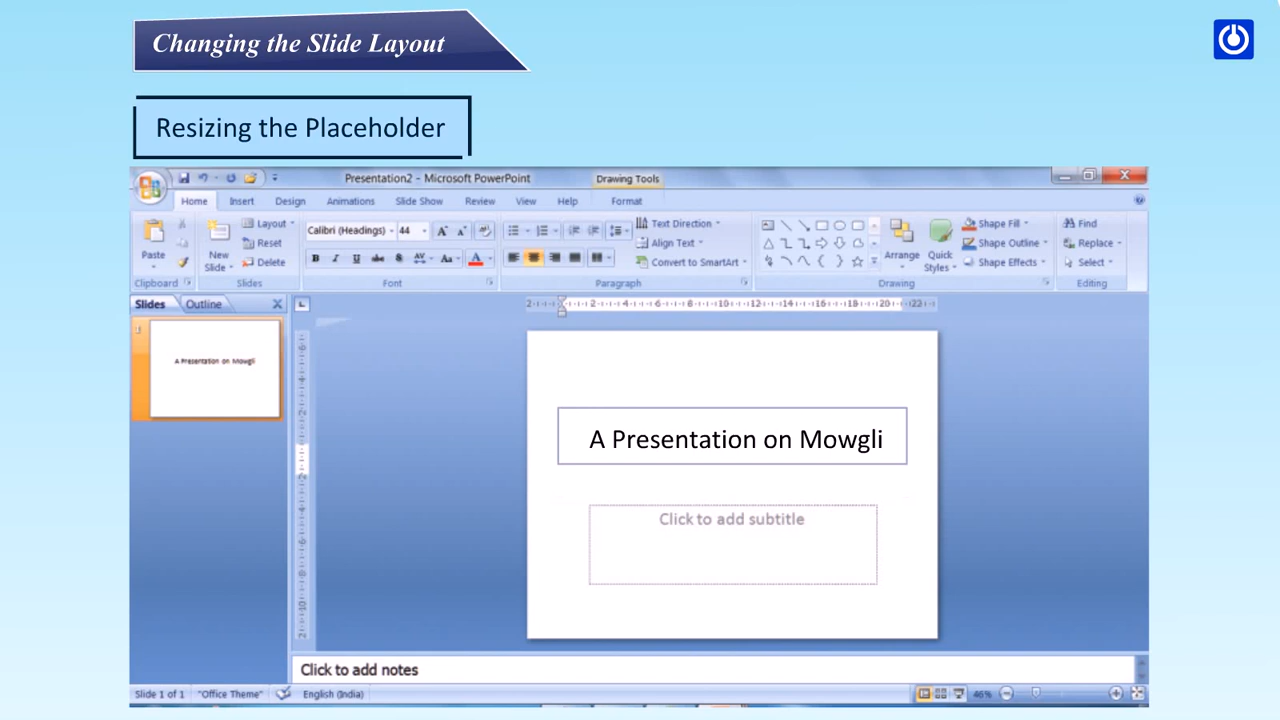 Changing the Slide Layout
Resizing the Placeholder
Presentation2 - Microsoft PowerPoint
Drawing Tools
Home Insert Design Animations Slide Show Review View Help Format
Paste
Clipboard
New Slide
Layout
Reset
Delete
Slides
Calibri (Headings) 44
B I U abc S AV Aa A
Font
Text Direction
Align Text
Convert to SmartArt
Paragraph
Arrange
Quick Styles
Shape Fill
Shape Outline
Shape Effects
Drawing
Find
Replace
Select
Editing
Slides Outline
1
A Presentation on Mowgli
A Presentation on Mowgli
Click to add subtitle
Click to add notes
Slide 1 of 1 "Office Theme" English (India) 46%